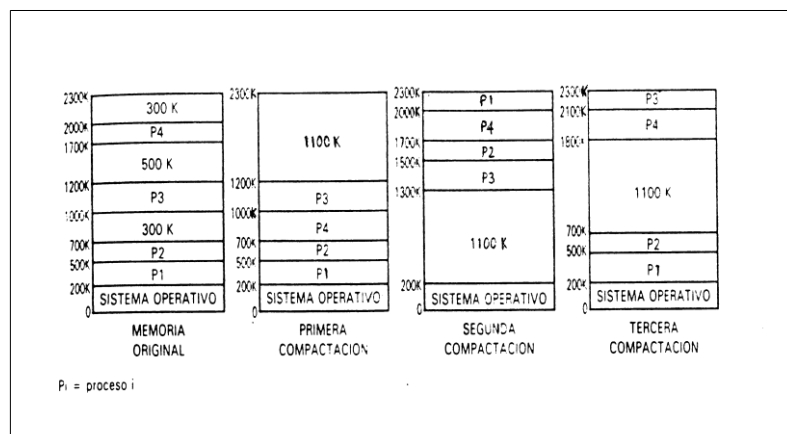 2300K
300 K
2000K
P4
1700K
500 K
1200K
P3
1000K
300 K
700K
P2
500K
P1
200K
SISTEMA OPERATIVO
0
MEMORIA
ORIGINAL
2300K
1100 K
1200K
P3
1000K
P4
700K
P2
500K
P1
200K
SISTEMA OPERATIVO
0
PRIMERA
COMPACTACION
2300K
P1
2000K
P4
1700K
P2
1500K
P3
1300K
1100 K
200K
SISTEMA OPERATIVO
0
SEGUNDA
COMPACTACION
2300K
P3
2100K
P4
1800K
1100 K
700K
P2
500K
P1
200K
SISTEMA OPERATIVO
0
TERCERA
COMPACTACION
Pi = proceso i